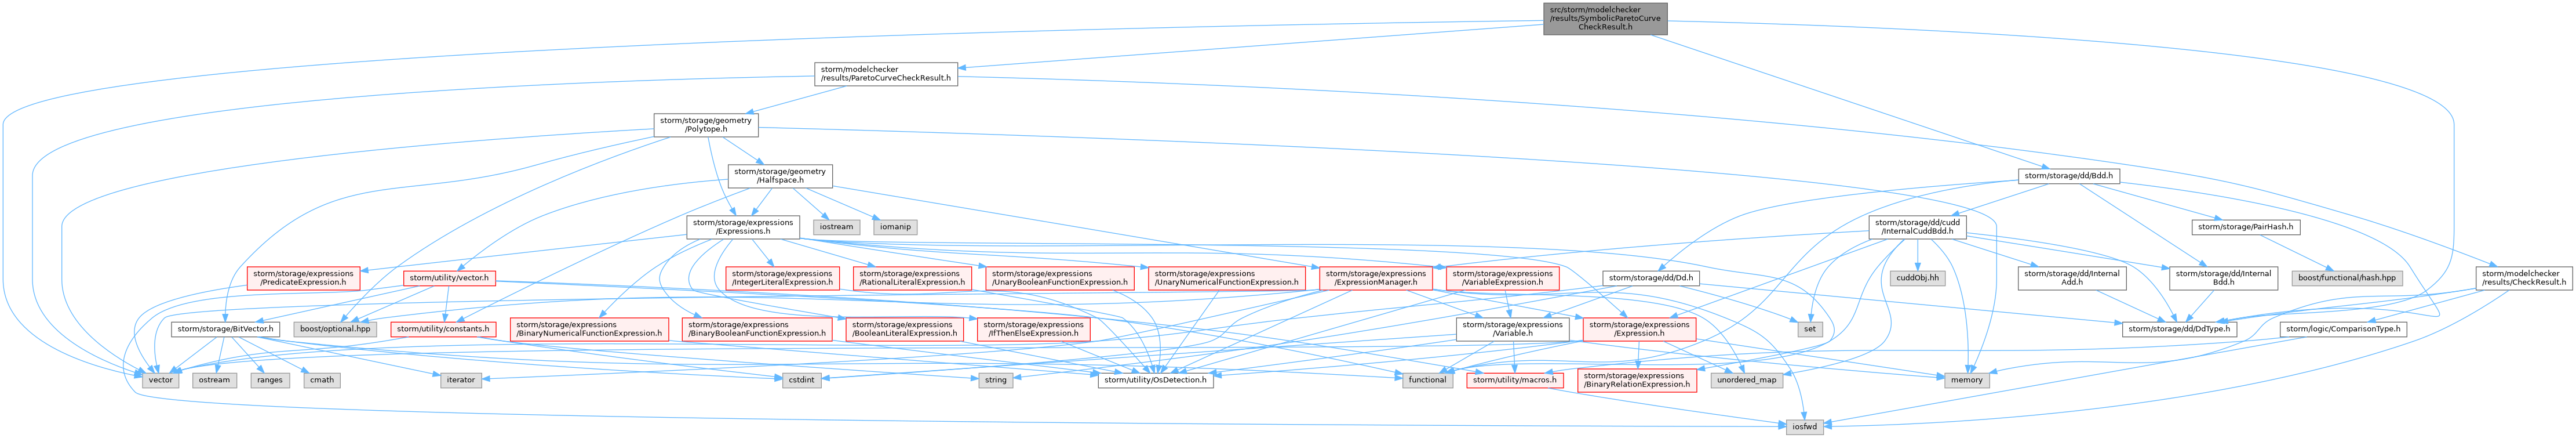 src/storm/modelchecker
/results/SymbolicParetoCurve
CheckResult.h
storm/modelchecker
/results/ParetoCurveCheckResult.h
storm/storage/geometry
/Polytope.h
storm/storage/geometry
/Halfspace.h
storm/storage/dd/Bdd.h
storm/storage/expressions
/Expressions.h
iostream
iomanip
storm/storage/dd/cudd
/InternalCuddBdd.h
storm/storage/PairHash.h
storm/storage/expressions
/PredicateExpression.h
storm/utility/vector.h
storm/storage/expressions
/IntegerLiteralExpression.h
storm/storage/expressions
/RationalLiteralExpression.h
storm/storage/expressions
/UnaryBooleanFunctionExpression.h
storm/storage/expressions
/UnaryNumericalFunctionExpression.h
storm/storage/expressions
/ExpressionManager.h
storm/storage/expressions
/VariableExpression.h
storm/storage/dd/Dd.h
cuddObj.hh
storm/storage/dd/Internal
Add.h
storm/storage/dd/Internal
Bdd.h
boost/functional/hash.hpp
storm/modelchecker
/results/CheckResult.h
storm/storage/BitVector.h
boost/optional.hpp
storm/utility/constants.h
storm/storage/expressions
/BinaryNumericalFunctionExpression.h
storm/storage/expressions
/BinaryBooleanFunctionExpression.h
storm/storage/expressions
/BooleanLiteralExpression.h
storm/storage/expressions
/IfThenElseExpression.h
storm/storage/expressions
/Variable.h
storm/storage/expressions
/Expression.h
set
storm/storage/dd/DdType.h
storm/logic/ComparisonType.h
vector
ostream
ranges
cmath
iterator
cstdint
string
storm/utility/OsDetection.h
functional
storm/utility/macros.h
storm/storage/expressions
/BinaryRelationExpression.h
unordered_map
memory
iosfwd